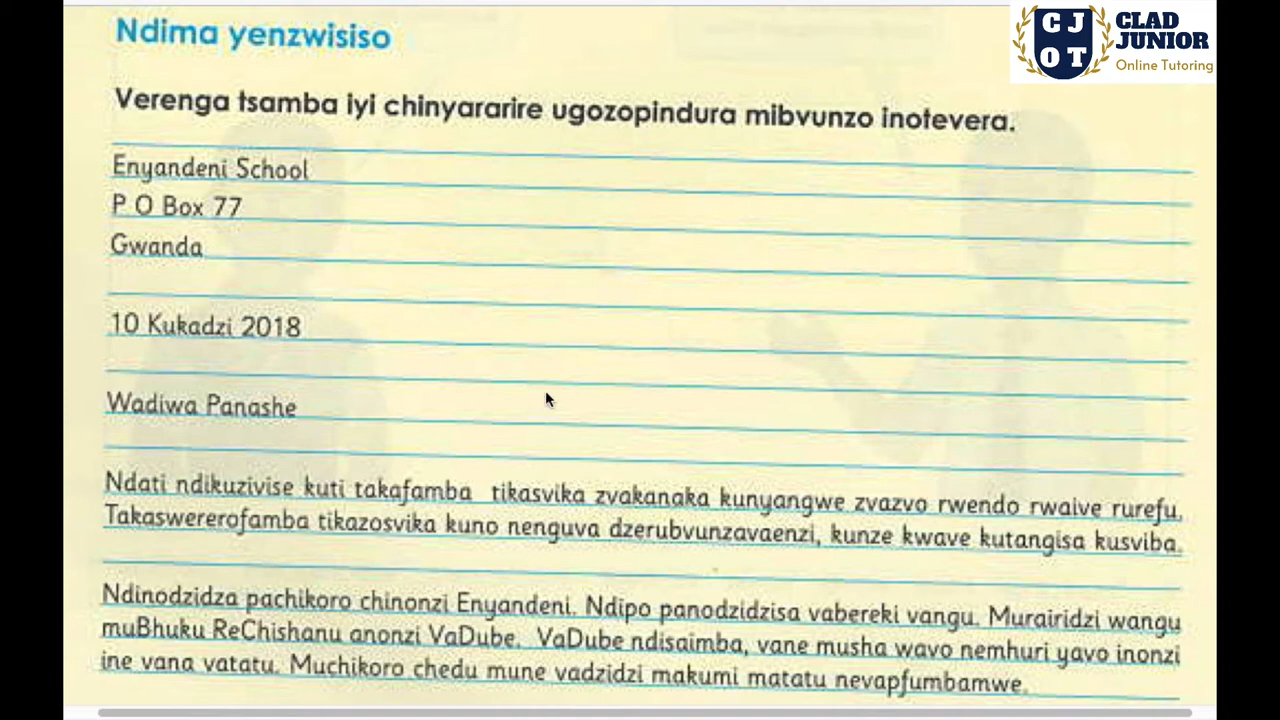 Ndima yenzwisiso
CJOT
CLAD
JUNIOR
Online Tutoring
Verenga tsamba iyi chinyararire ugozopindura mibvunzo inotevera.
Enyandeni School
P O Box 77
Gwanda
10 Kukadzi 2018
Wadiwa Panashe
Ndati ndikuzivise kuti takafamba tikasvika zvakanaka kunyangwe zvazvo rwendo rwaive rurefu.
Takaswererofamba tikazosvika kuno nenguva dzerubvunzavaenzi, kunze kwave kutangisa kusviba.
Ndinodzidza pachikoro chinonzi Enyandeni. Ndipo panodzidzisa vabereki vangu. Murairidzi wangu
muBhuku ReChishanu anonzi VaDube. VaDube ndisaimba, vane musha wavo nemhuri yavo inonzi
ine vana vatatu. Muchikoro chedu mune vadzidzi makumi matatu nevapfumbamwe.